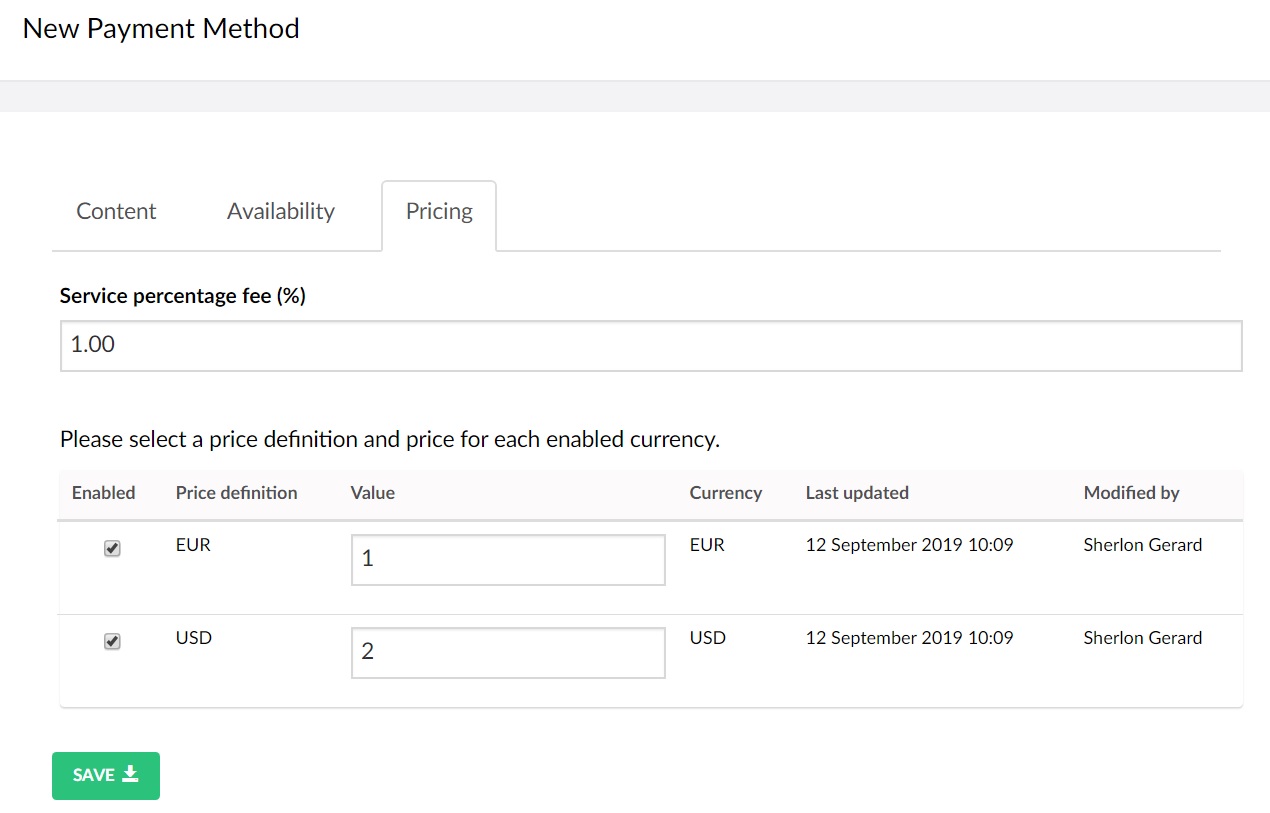 New Payment Method
Content Availability Pricing
Service percentage fee (%)
1.00
Please select a price definition and price for each enabled currency.
Enabled Price definition Value Currency Last updated Modified by
EUR 1 EUR 12 September 2019 10:09 Sherlon Gerard
USD 2 USD 12 September 2019 10:09 Sherlon Gerard
SAVE